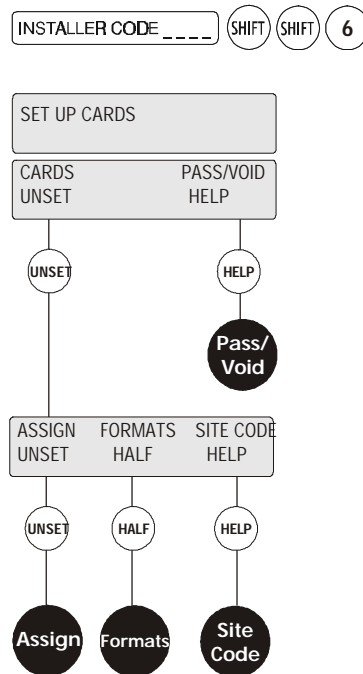 INSTALLER CODE _ _ _ _ SHIFT SHIFT 6
SET UP CARDS
CARDS PASS/VOID
UNSET HELP
UNSET HELP
Pass/
Void
ASSIGN FORMATS SITE CODE
UNSET HALF HELP
UNSET HALF HELP
Assign Formats Site
Code